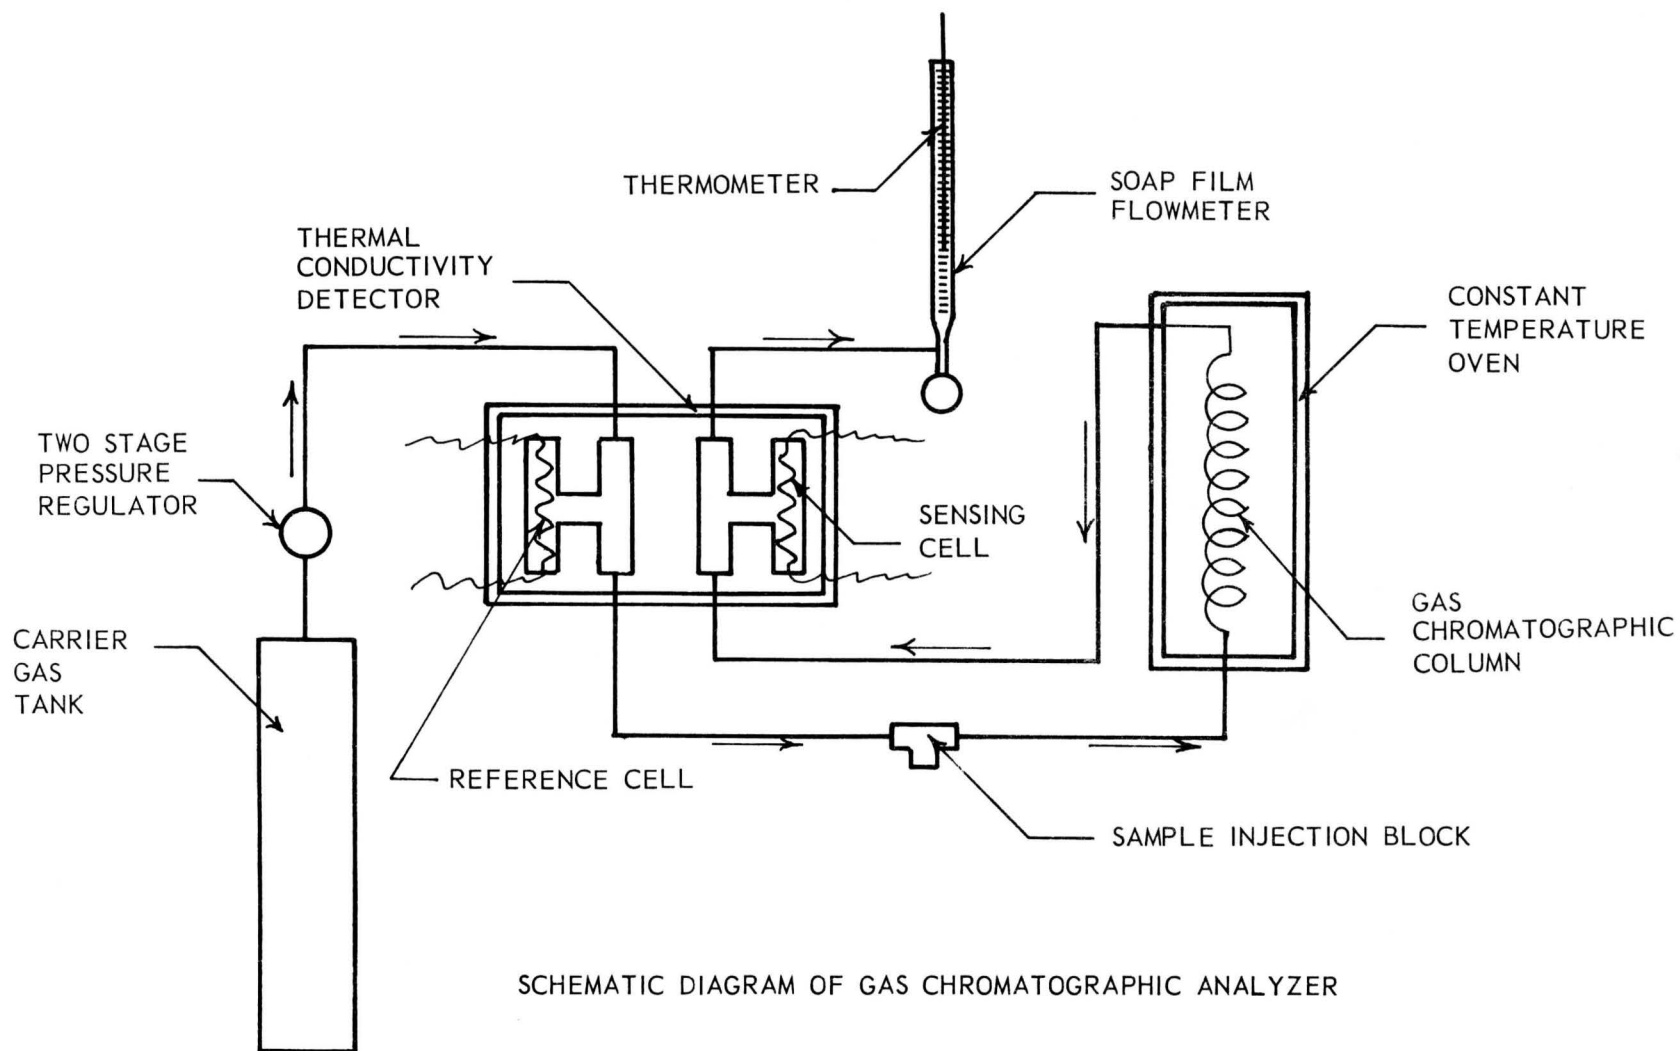 THERMOMETER
SOAP FILM
FLOWMETER
THERMAL
CONDUCTIVITY
DETECTOR
CONSTANT
TEMPERATURE
OVEN
TWO STAGE
PRESSURE
REGULATOR
SENSING
CELL
GAS
CHROMATOGRAPHIC
COLUMN
CARRIER
GAS
TANK
REFERENCE CELL
SAMPLE INJECTION BLOCK
SCHEMATIC DIAGRAM OF GAS CHROMATOGRAPHIC ANALYZER